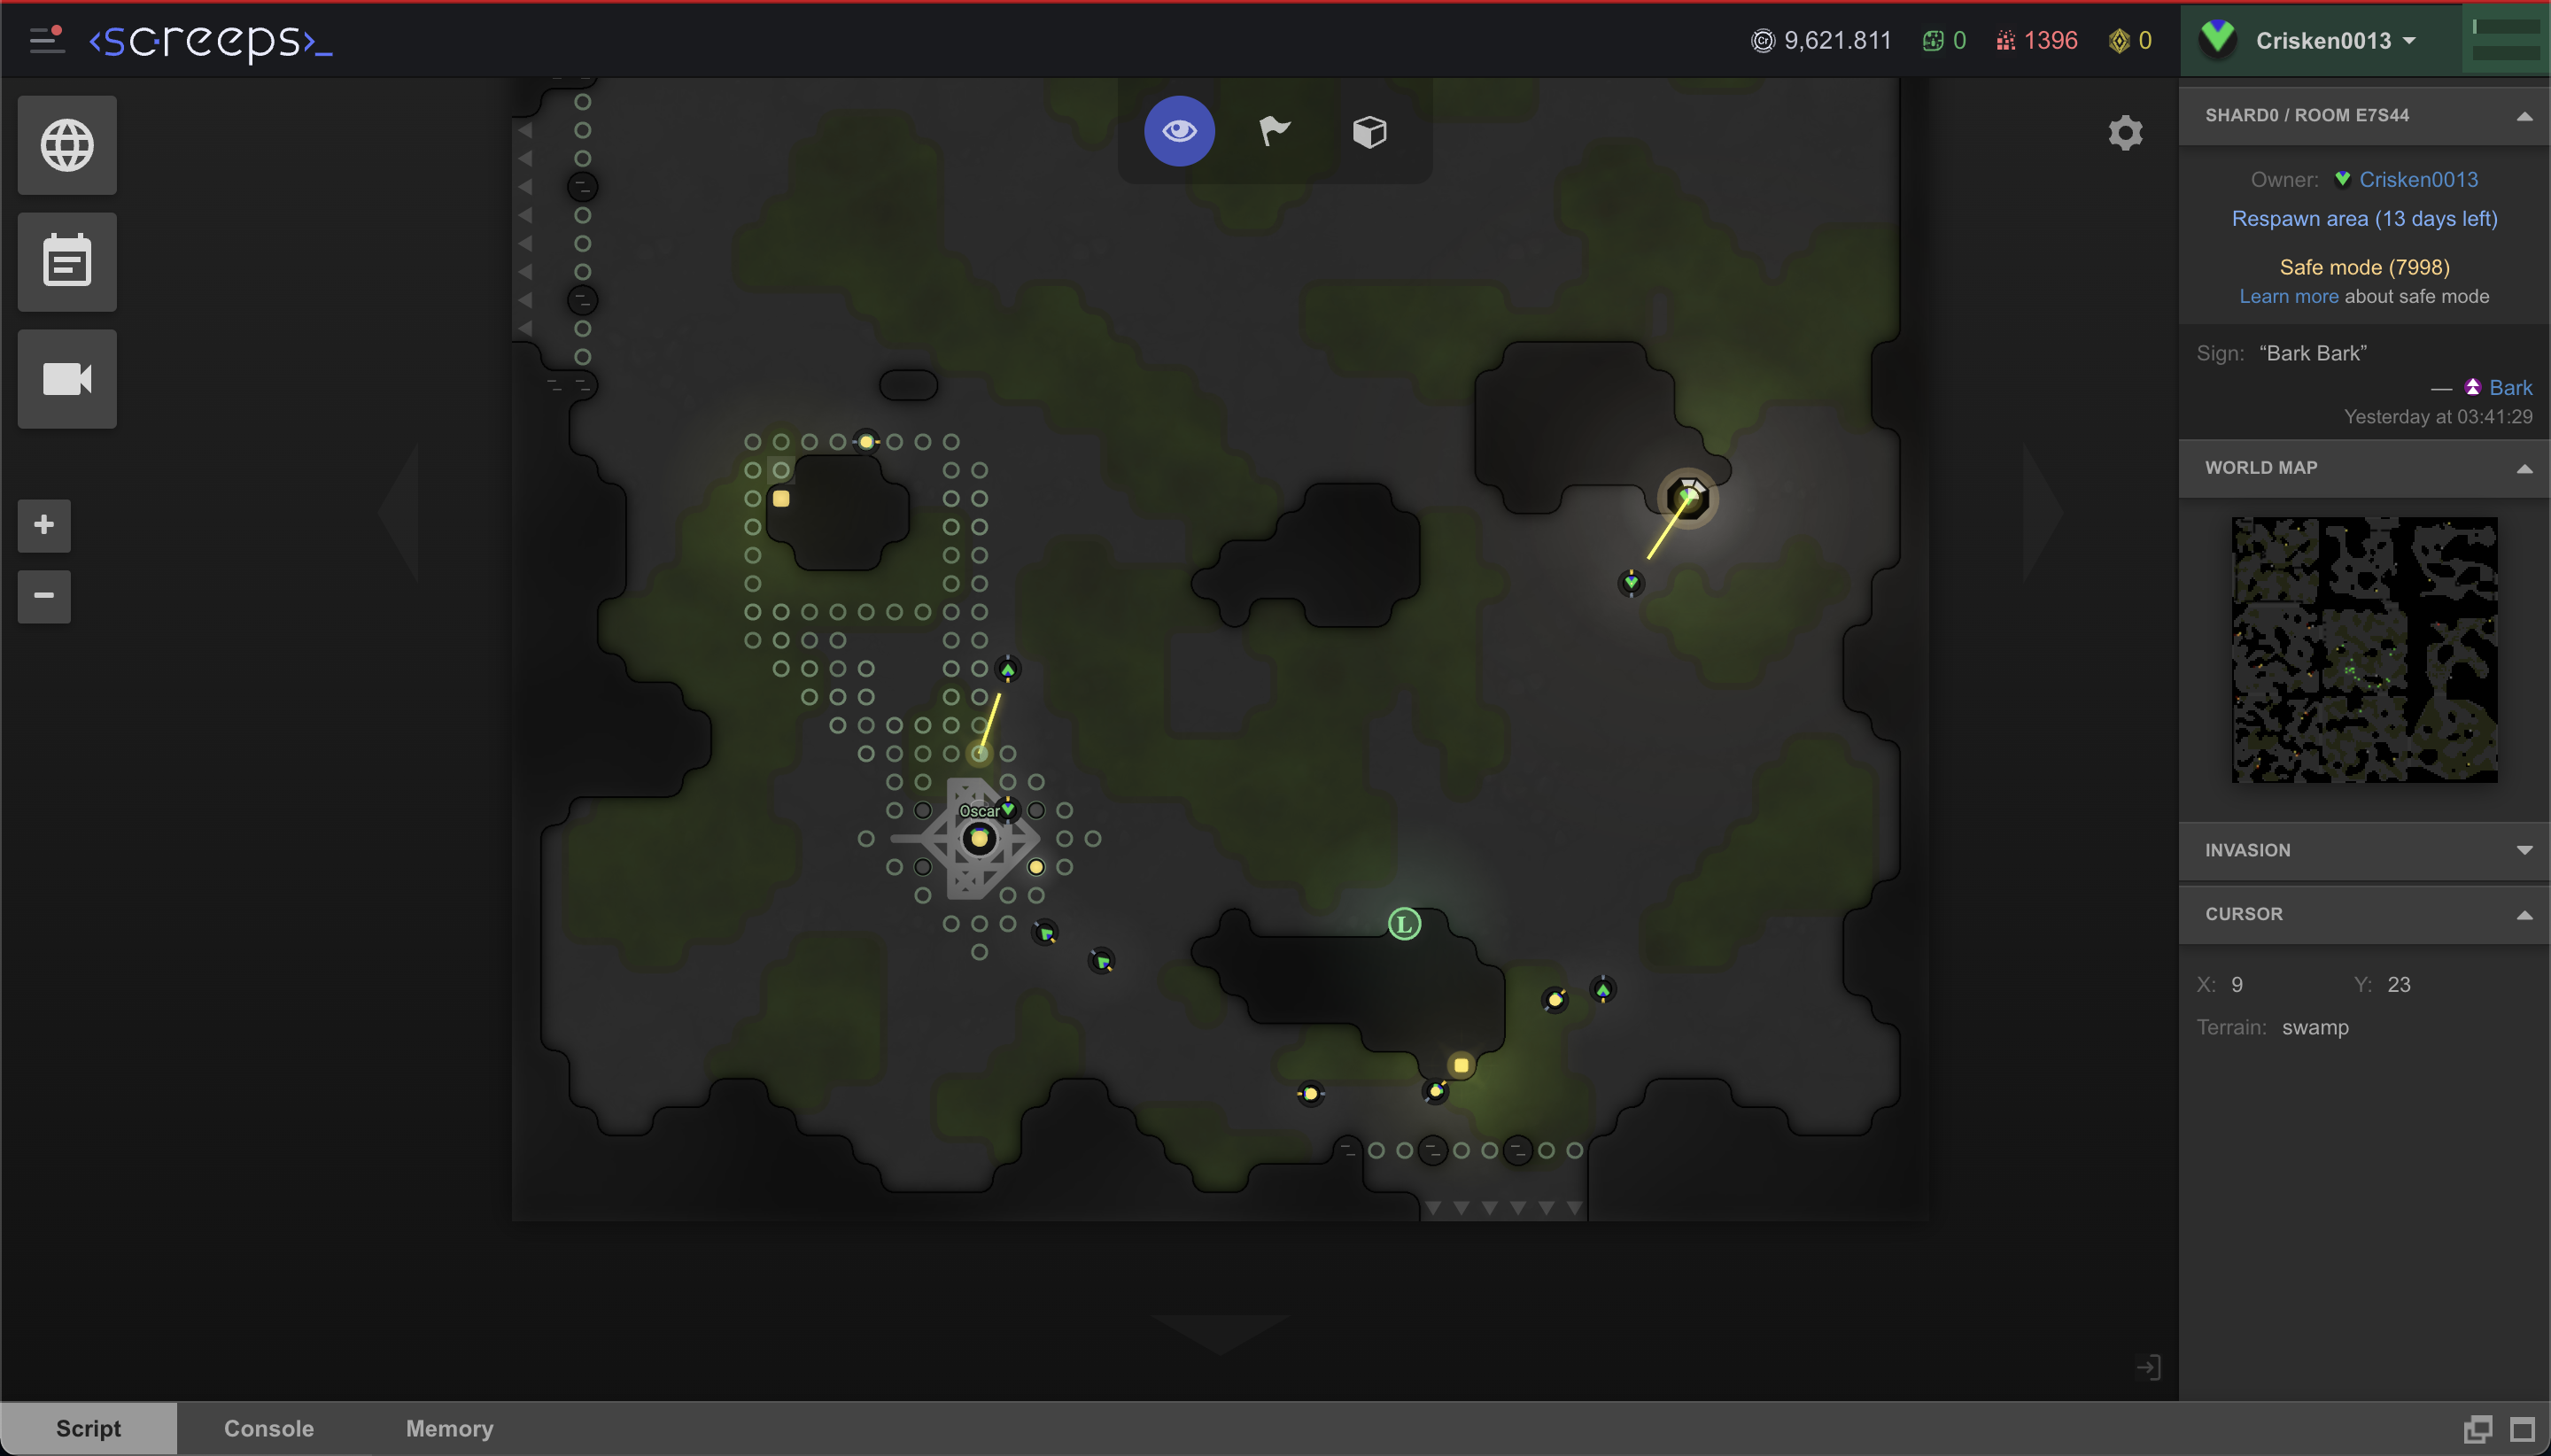 <screeps>_
9,621.811
0
1396
0
Crisken0013
SHARD0 / ROOM E7S44
Owner: Crisken0013
Respawn area (13 days left)
Safe mode (7998)
Learn more about safe mode
Sign: “Bark Bark”
— Bark
Yesterday at 03:41:29
WORLD MAP
INVASION
CURSOR
X: 9 Y: 23
Terrain: swamp
Oscar
L
Script
Console
Memory